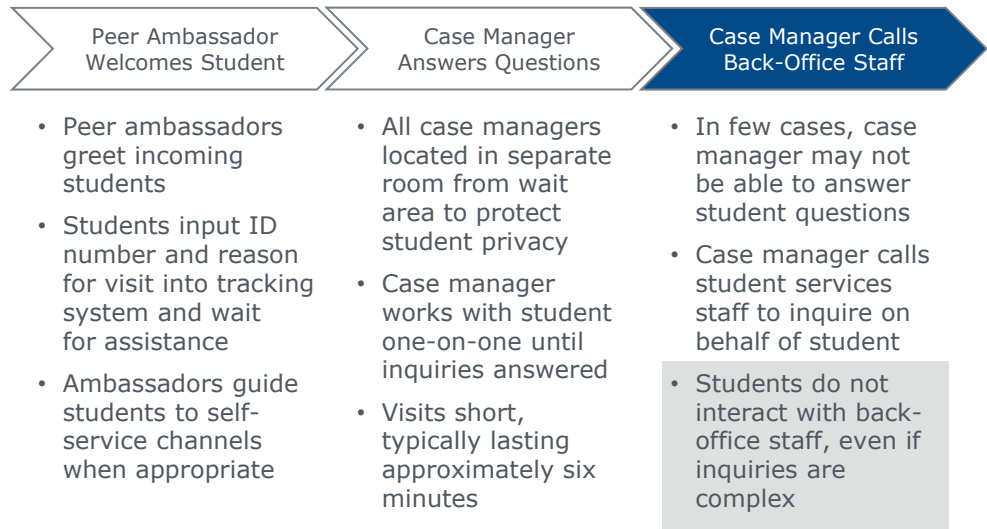 Peer Ambassador
Welcomes Student
Case Manager
Answers Questions
Case Manager Calls
Back-Office Staff
• Peer ambassadors
greet incoming
students
• Students input ID
number and reason
for visit into tracking
system and wait
for assistance
• Ambassadors guide
students to self-
service channels
when appropriate
• All case managers
located in separate
room from wait
area to protect
student privacy
• Case manager
works with student
one-on-one until
inquiries answered
• Visits short,
typically lasting
approximately six
minutes
• In few cases, case
manager may not
be able to answer
student questions
• Case manager calls
student services
staff to inquire on
behalf of student
• Students do not
interact with back-
office staff, even if
inquiries are
complex